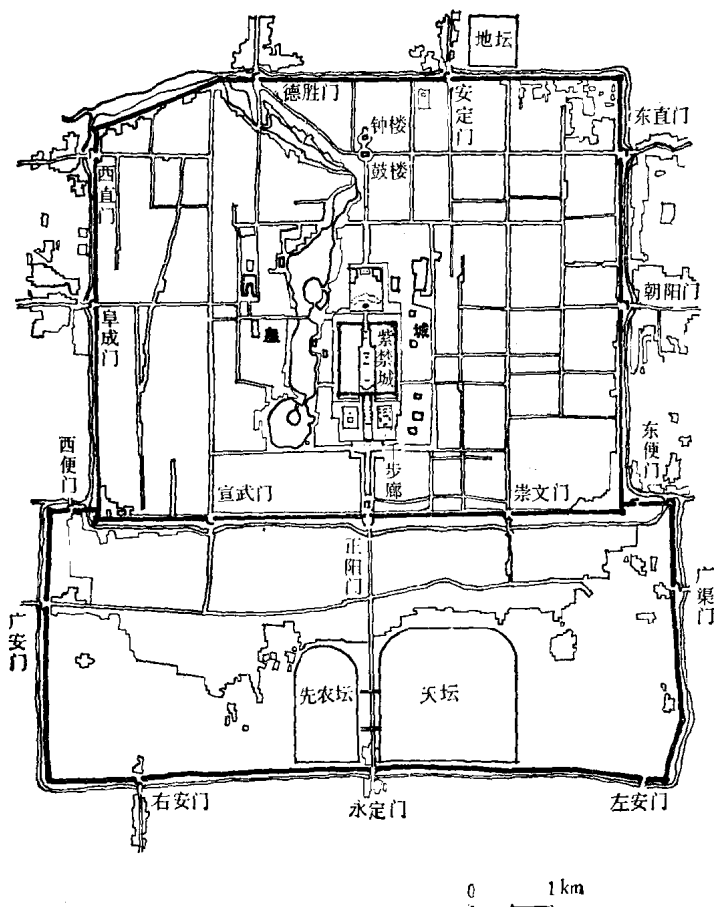 地坛
德胜门
安定门
钟楼
东直门
鼓楼
西直门
朝阳门
阜成门
皇
城
紫禁城
西便门
东便门
千步廊
宣武门
崇文门
正阳门
广渠门
广安门
先农坛
天坛
右安门
永定门
左安门
0 1 km